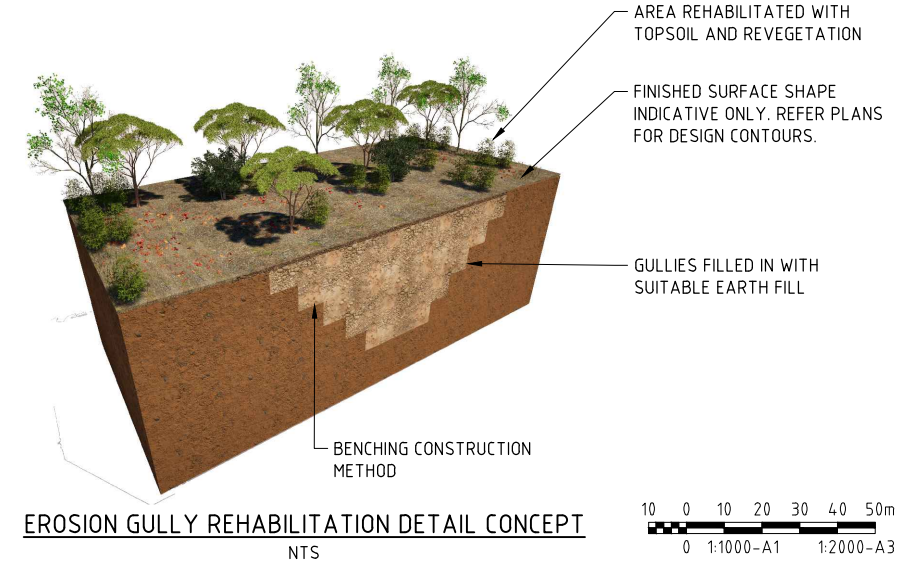 AREA REHABILITATED WITH
TOPSOIL AND REVEGETATION
FINISHED SURFACE SHAPE
INDICATIVE ONLY. REFER PLANS
FOR DESIGN CONTOURS.
GULLIES FILLED IN WITH
SUITABLE EARTH FILL
BENCHING CONSTRUCTION
METHOD
EROSION GULLY REHABILITATION DETAIL CONCEPT
NTS
10 0 10 20 30 40 50m
0 1:1000-A1 1:2000-A3